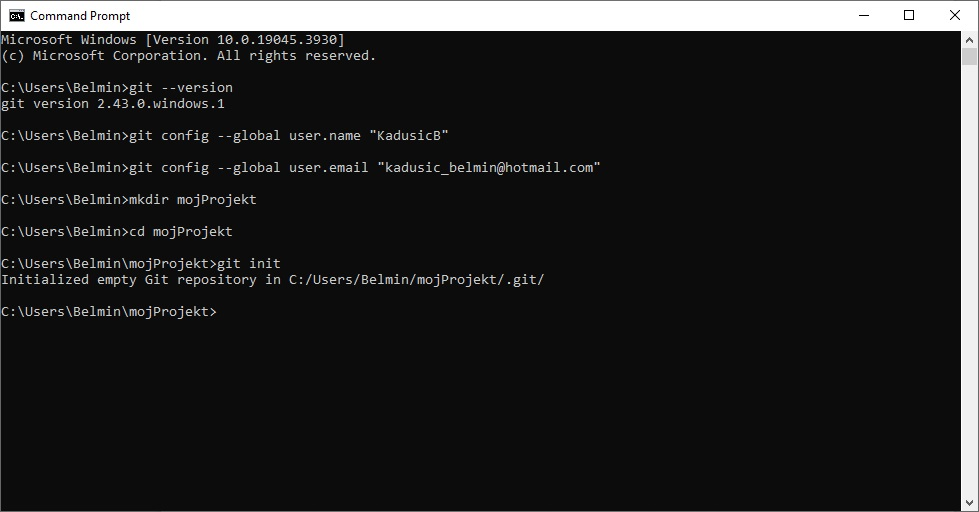 Command Prompt
Microsoft Windows [Version 10.0.19045.3930]
(c) Microsoft Corporation. All rights reserved.
C:\Users\Belmin>git --version
git version 2.43.0.windows.1
C:\Users\Belmin>git config --global user.name "KadusicB"
C:\Users\Belmin>git config --global user.email "kadusic_belmin@hotmail.com"
C:\Users\Belmin>mkdir mojProjekt
C:\Users\Belmin>cd mojProjekt
C:\Users\Belmin\mojProjekt>git init
Initialized empty Git repository in C:/Users/Belmin/mojProjekt/.git/
C:\Users\Belmin\mojProjekt>